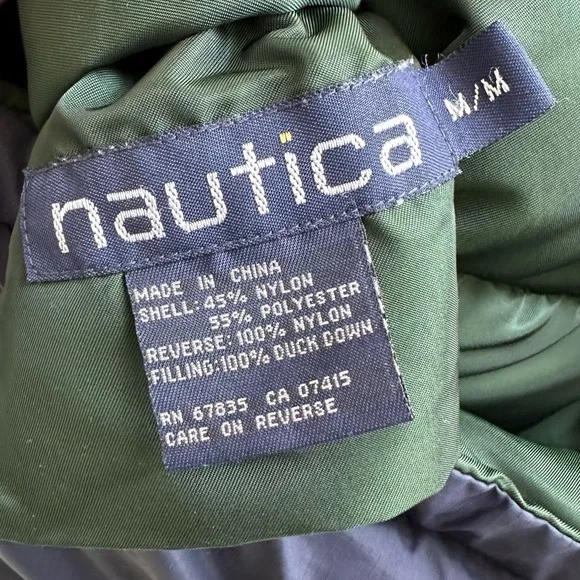 nautica
M/M
MADE IN CHINA
SHELL: 45% NYLON
55% POLYESTER
REVERSE: 100% NYLON
FILLING: 100% DUCK DOWN
RN 67835 CA 07415
CARE ON REVERSE